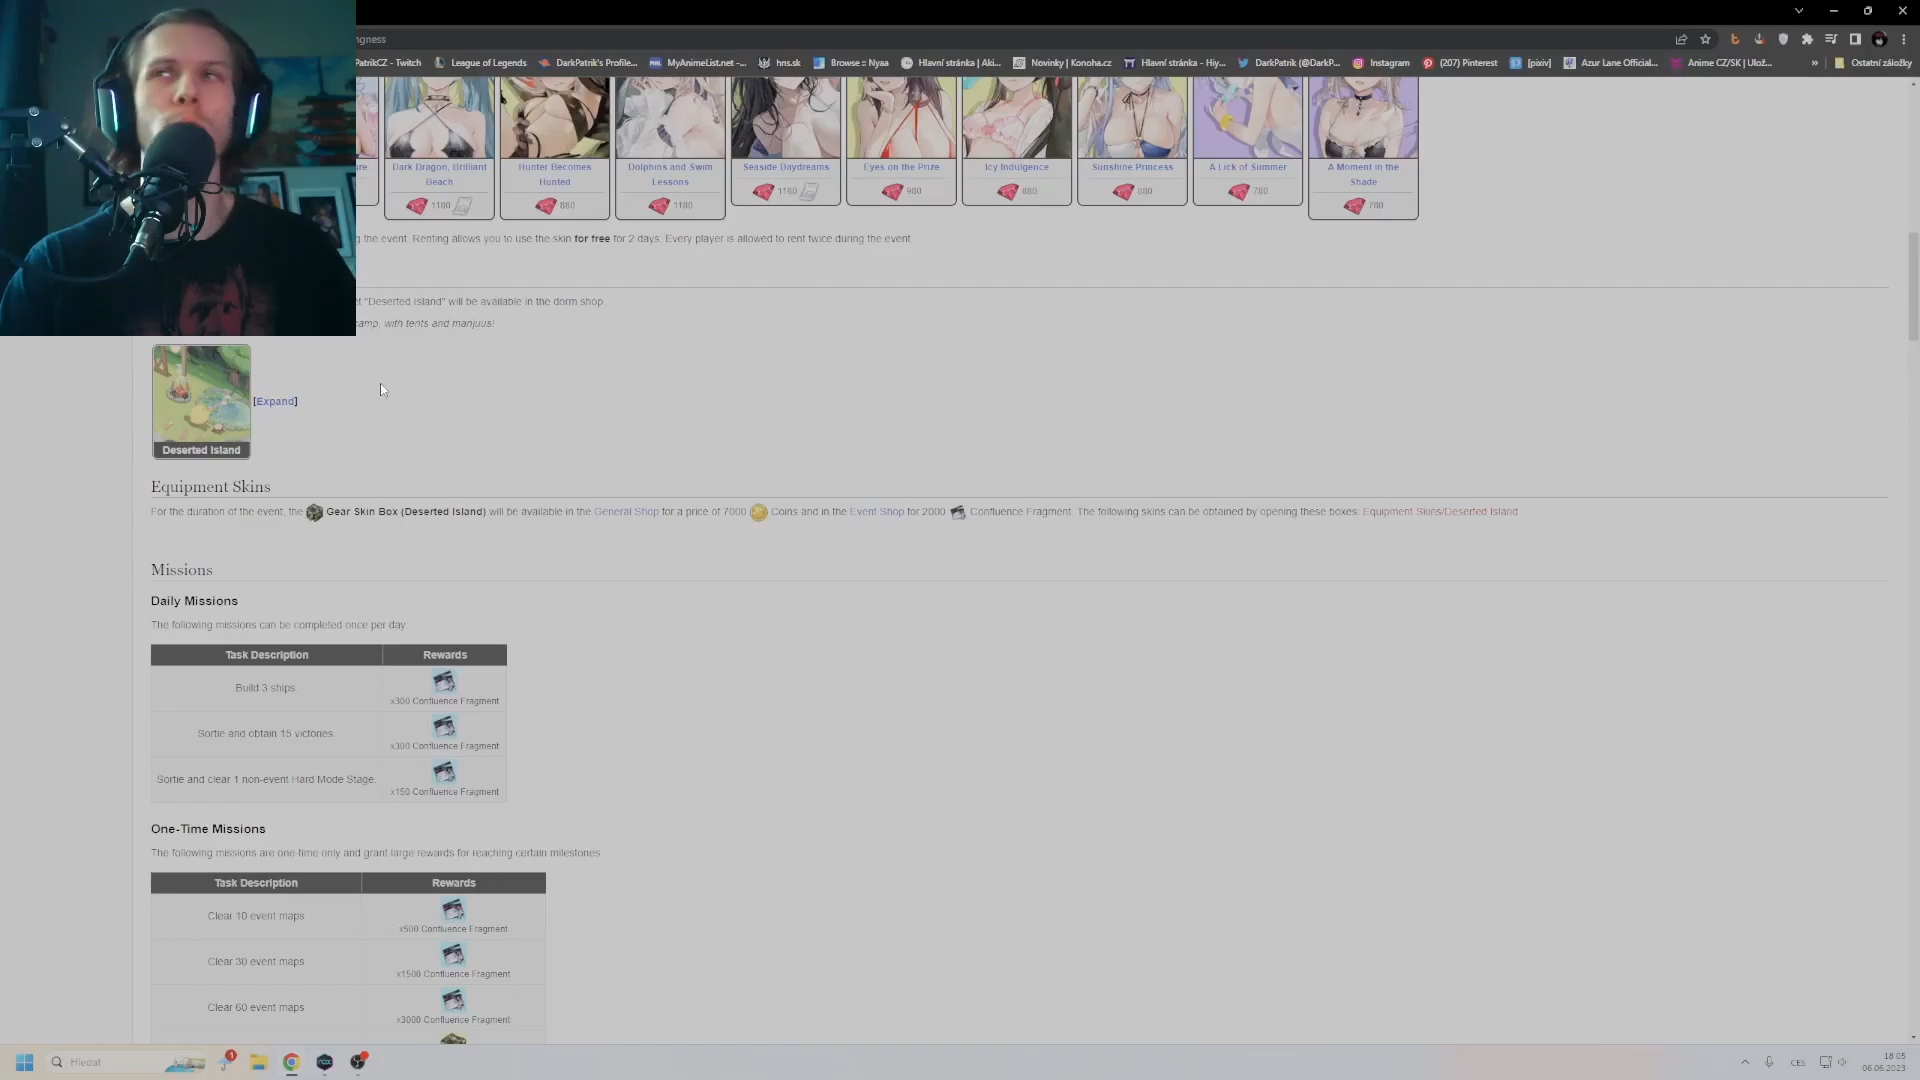 ngness
PatrikCZ - Twitch League of Legends DarkPatrik's Profile... MyAnimeList.net -... hns.sk Browse :: Nyaa Hlavní stránka | Aki... Novinky | Konoha.cz Hlavní stránka - Hiy... DarkPatrik (@DarkP... Instagram (207) Pinterest [pixiv] Azur Lane Official... Anime CZ/SK | Ulož... » Ostatní záložky
re Dark Dragon, Brilliant Hunter Becomes Dolphins and Swim Seaside Daydreams Eyes on the Prize Icy Indulgence Sunshine Princess A Lick of Summer A Moment in the
Beach Hunted Lessons Shade
1180 980 880 880 780
1180 880 1180 780
g the event. Renting allows you to use the skin for free for 2 days. Every player is allowed to rent twice during the event.
et "Deserted Island" will be available in the dorm shop.
camp, with tents and manjuus!
[Expand]
Deserted Island
Equipment Skins
For the duration of the event, the Gear Skin Box (Deserted Island) will be available in the General Shop for a price of 7000 Coins and in the Event Shop for 2000 Confluence Fragment. The following skins can be obtained by opening these boxes: Equipment Skins/Deserted Island
Missions
Daily Missions
The following missions can be completed once per day:
Task Description Rewards
Build 3 ships.
x300 Confluence Fragment
Sortie and obtain 15 victories.
x300 Confluence Fragment
Sortie and clear 1 non-event Hard Mode Stage.
x150 Confluence Fragment
One-Time Missions
The following missions are one-time only and grant large rewards for reaching certain milestones
Task Description Rewards
Clear 10 event maps
x500 Confluence Fragment
Clear 30 event maps
x1500 Confluence Fragment
Clear 60 event maps
x3000 Confluence Fragment
Hledat
1
CES
18:05
06.06.2023